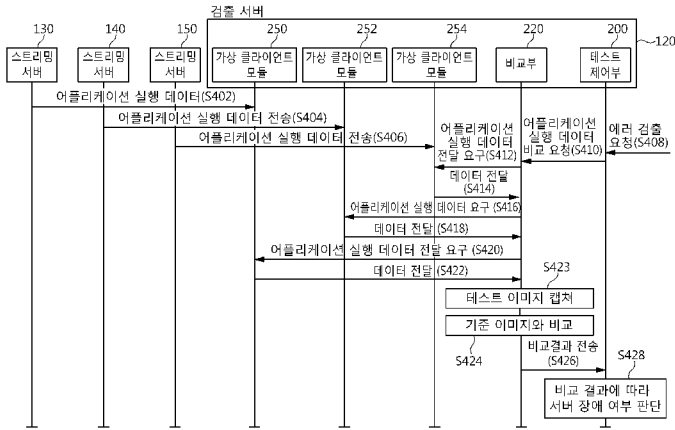 검출 서버
130
140
150
250
252
254
220
200
120
스트리밍
서버
스트리밍
서버
스트리밍
서버
가상 클라이언트
모듈
가상 클라이언트
모듈
가상 클라이언트
모듈
비교부
테스트
제어부
어플리케이션 실행 데이터(S402)
어플리케이션 실행 데이터 전송(S404)
어플리케이션 실행 데이터 전송(S406)
에러 검출
요청(S408)
어플리케이션
실행 데이터
비교 요청(S410)
어플리케이션
실행 데이터
전달 요구(S412)
데이터 전달
(S414)
어플리케이션 실행 데이터 요구(S416)
데이터 전달 (S418)
어플리케이션 실행 데이터 전달 요구 (S420)
데이터 전달 (S422)
S423
테스트 이미지 캡처
기준 이미지와 비교
S424
비교결과 전송
(S426)
S428
비교 결과에 따라
서버 장애 여부 판단